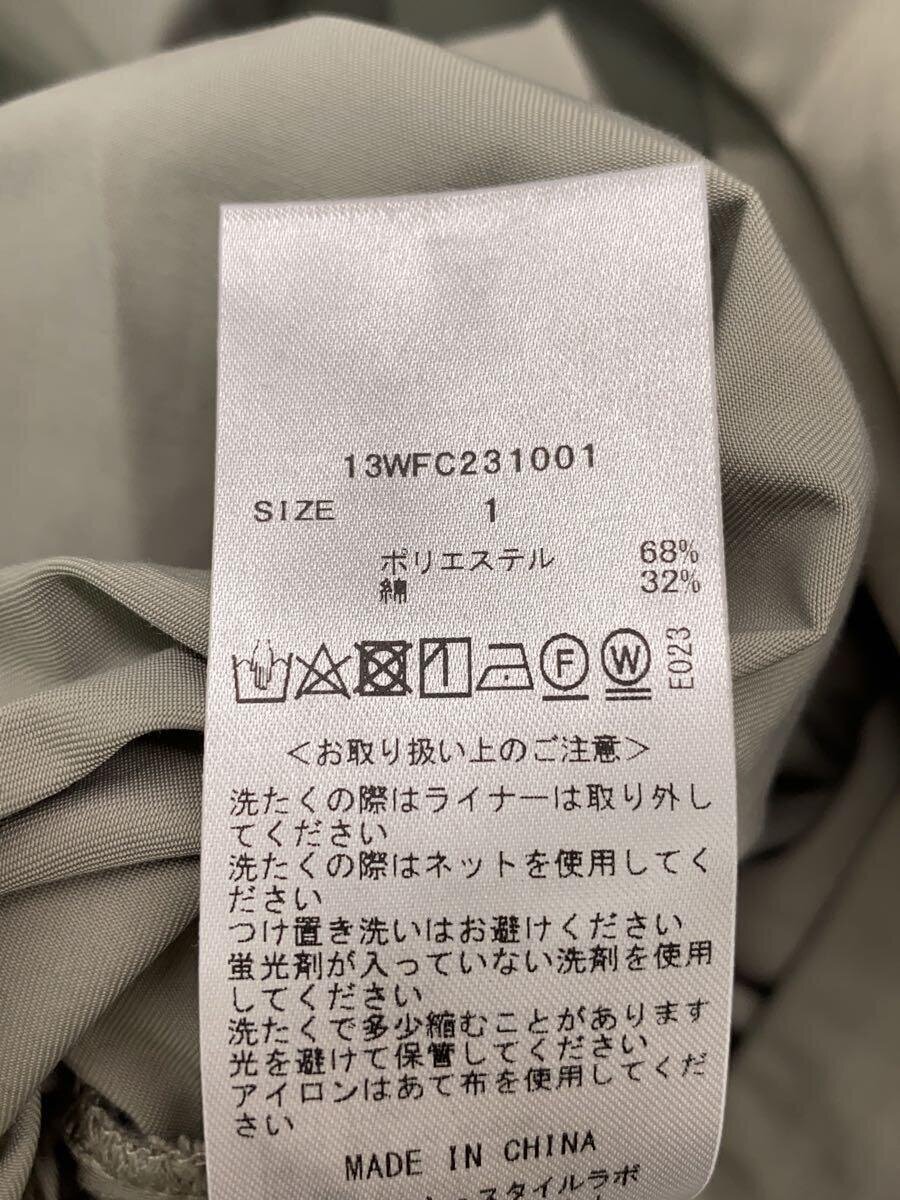 13WFC231001
SIZE 1
ポリエステル 68%
綿 32%
F W E023
<お取り扱い上のご注意>
洗たくの際はライナーは取り外し
てください
洗たくの際はネットを使用してく
ださい
つけ置き洗いはお避けください
蛍光剤が入っていない洗剤を使用
してください
洗たくで多少縮むことがあります
光を避けて保管してください
アイロンはあて布を使用してくだ
さい
MADE IN CHINA
スタイルラボ